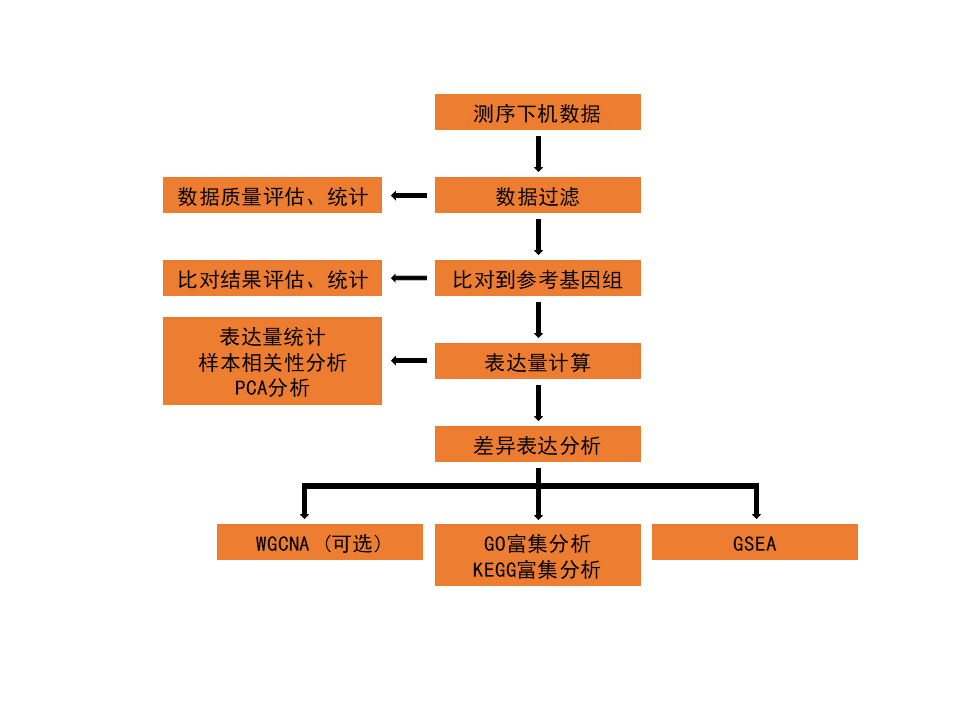 测序下机数据
数据质量评估、统计
数据过滤
比对结果评估、统计
比对到参考基因组
表达量统计
样本相关性分析
PCA分析
表达量计算
差异表达分析
WGCNA（可选）
GO富集分析
KEGG富集分析
GSEA